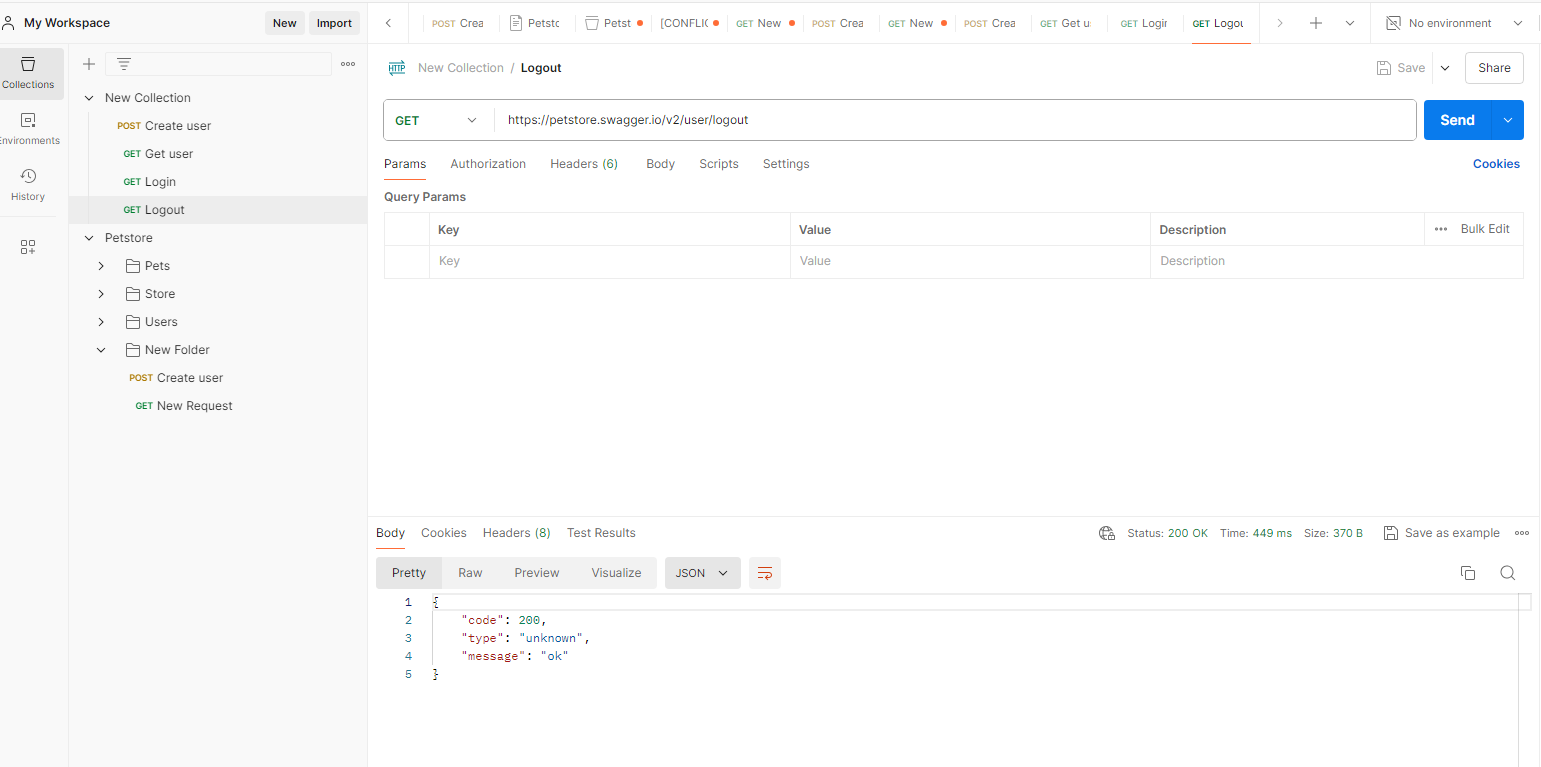 My Workspace New Import
POST Crea Petstc Petst [CONFLIC GET New POST Crea GET New POST Crea GET Get u GET Login GET Logou No environment
Collections
Environments
History
New Collection
POST Create user
GET Get user
GET Login
GET Logout
Petstore
Pets
Store
Users
New Folder
POST Create user
GET New Request
HTTP New Collection / Logout Save Share
GET https://petstore.swagger.io/v2/user/logout Send
Params Authorization Headers (6) Body Scripts Settings Cookies
Query Params
Key Value Description Bulk Edit
Key Value Description
Body Cookies Headers (8) Test Results Status: 200 OK Time: 449 ms Size: 370 B Save as example
Pretty Raw Preview Visualize JSON
1 {
2 "code": 200,
3 "type": "unknown",
4 "message": "ok"
5 }